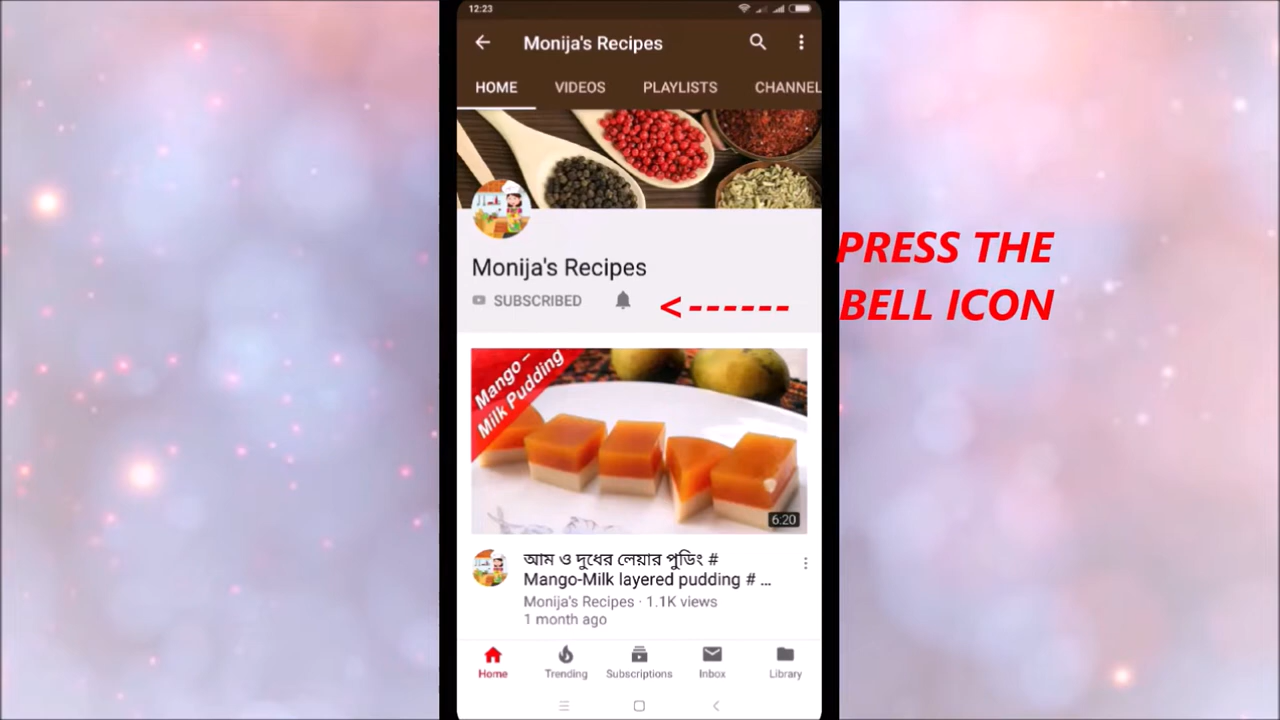 12:23
Monija's Recipes
HOME VIDEOS PLAYLISTS CHANNEL
Monija's Recipes
SUBSCRIBED
PRESS THE
BELL ICON
Mango-
Milk Pudding
6:20
আম ও দুধের লেয়ার পুডিং #
Mango-Milk layered pudding # ...
Monija's Recipes · 1.1K views
1 month ago
Home Trending Subscriptions Inbox Library